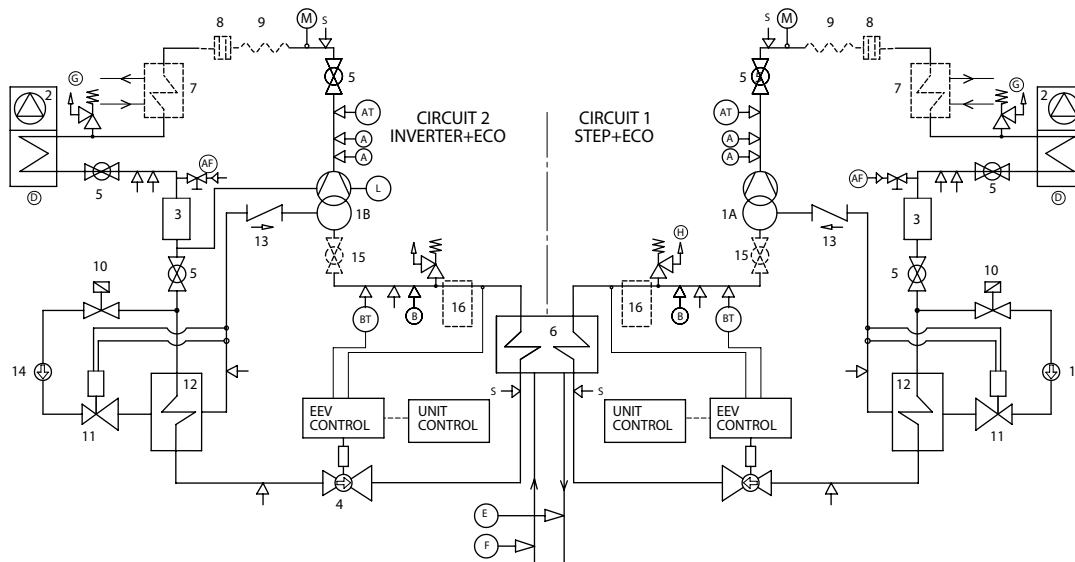 8 9 M S S M 9 8
G 7 5 5 7 G
2 AT CIRCUIT 2 CIRCUIT 1 AT 2
INVERTER+ECO STEP+ECO
A A
A A
AF AF
D 5 L 5 D
3 1B 1A 3
13 15 H 15 13
5 5
10 16 16 10
B B
BT 6 BT
14 12 S S 12 1
11 EEV UNIT UNIT EEV 11
CONTROL CONTROL CONTROL CONTROL
4
E
F